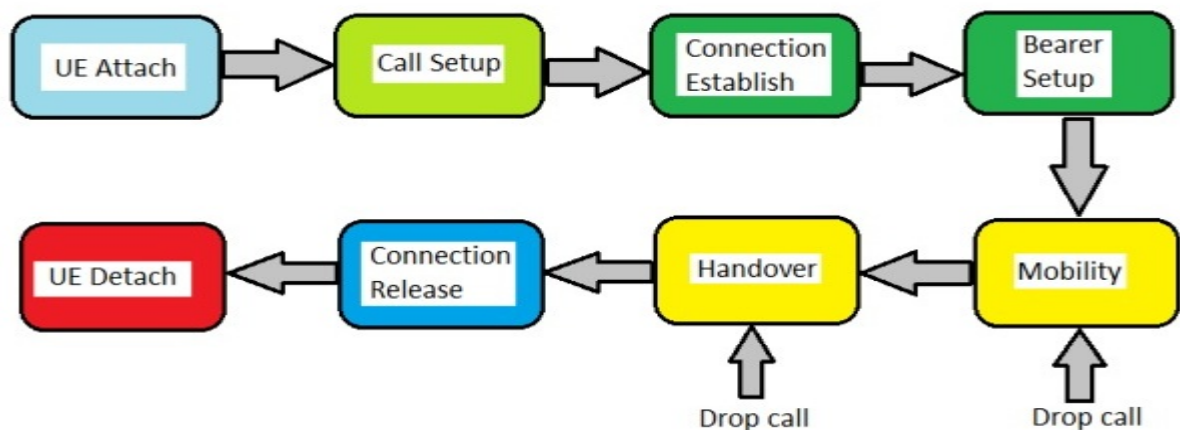 UE Attach
Call Setup
Connection
Establish
Bearer
Setup
UE Detach
Connection
Release
Handover
Mobility
Drop call
Drop call